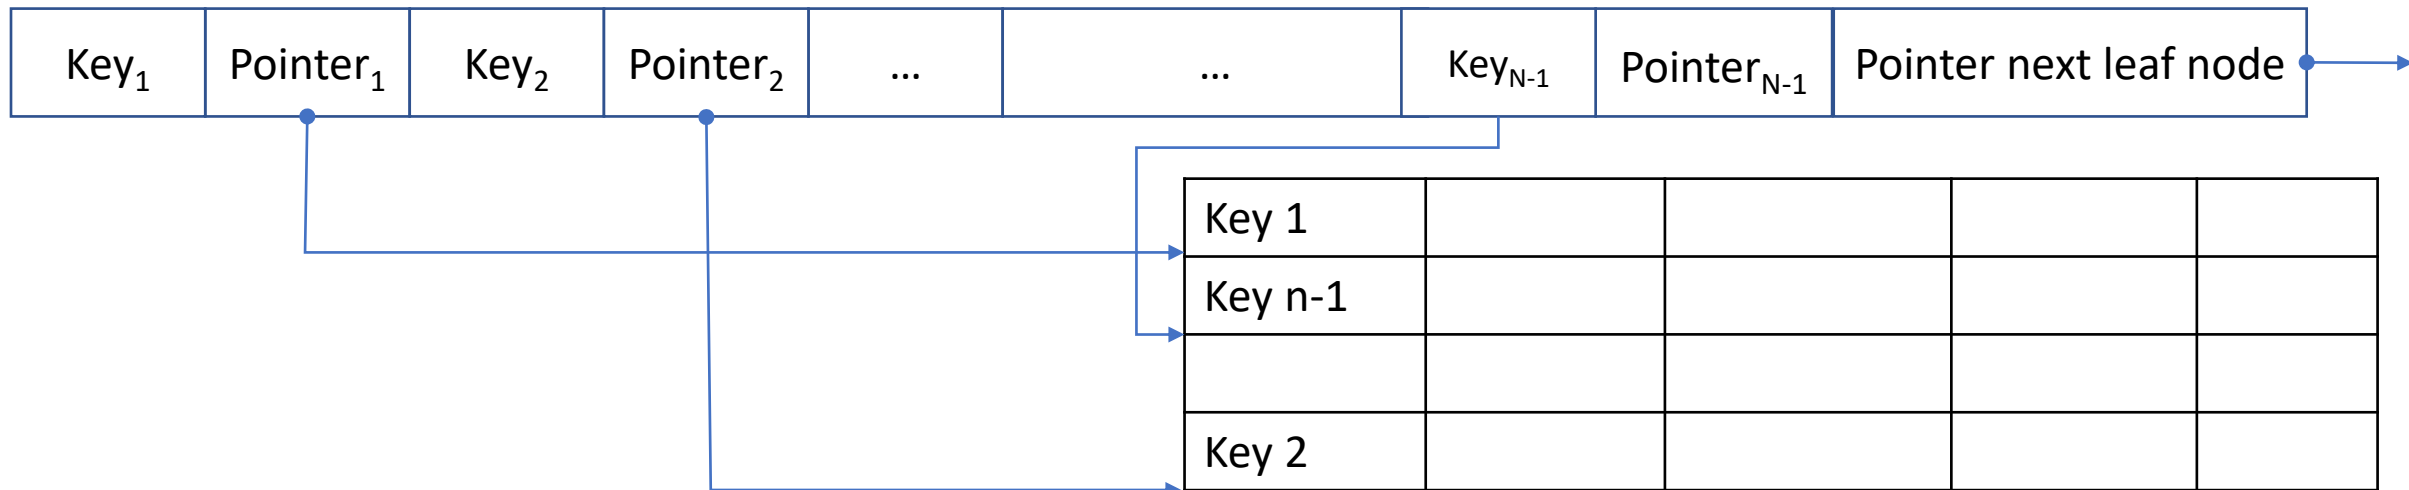 Key₁ Pointer₁ Key₂ Pointer₂ ... ... Keyₙ₋₁ Pointerₙ₋₁ Pointer next leaf node
Key 1
Key n-1
Key 2